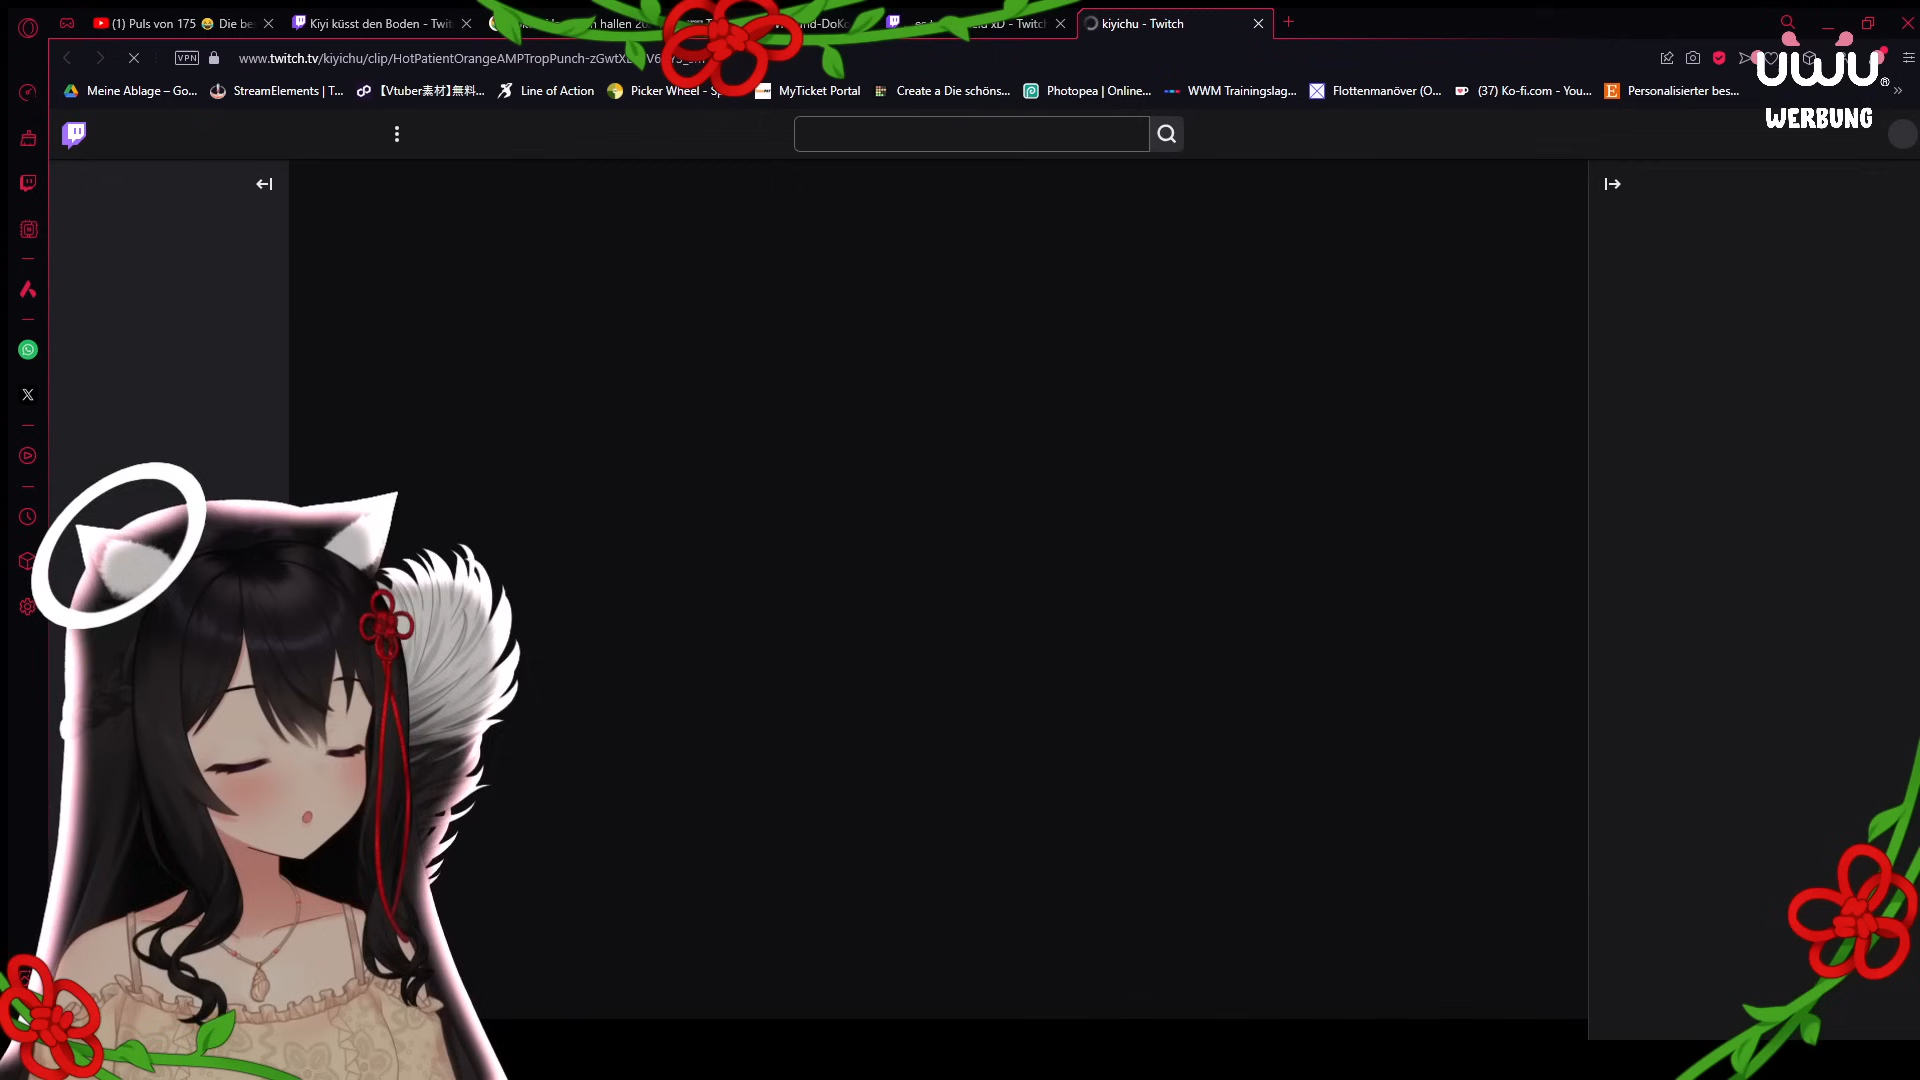 (1) Puls von 175 😂 Die be
Kiyi küsst den Boden - Twit
hallen 20
kiyichu - Twitch
VPN
www.twitch.tv/kiyichu/clip/HotPatientOrangeAMPTropPunch-zGwtX
UWU®
WERBUNG
Meine Ablage – Go...
StreamElements | T...
【Vtuber素材】無料...
Line of Action
Picker Wheel - Sp
MyTicket Portal
Create a Die schöns...
Photopea | Online...
WWM Trainingslag...
Flottenmanöver (O...
(37) Ko-fi.com - You...
Personalisierter bes...